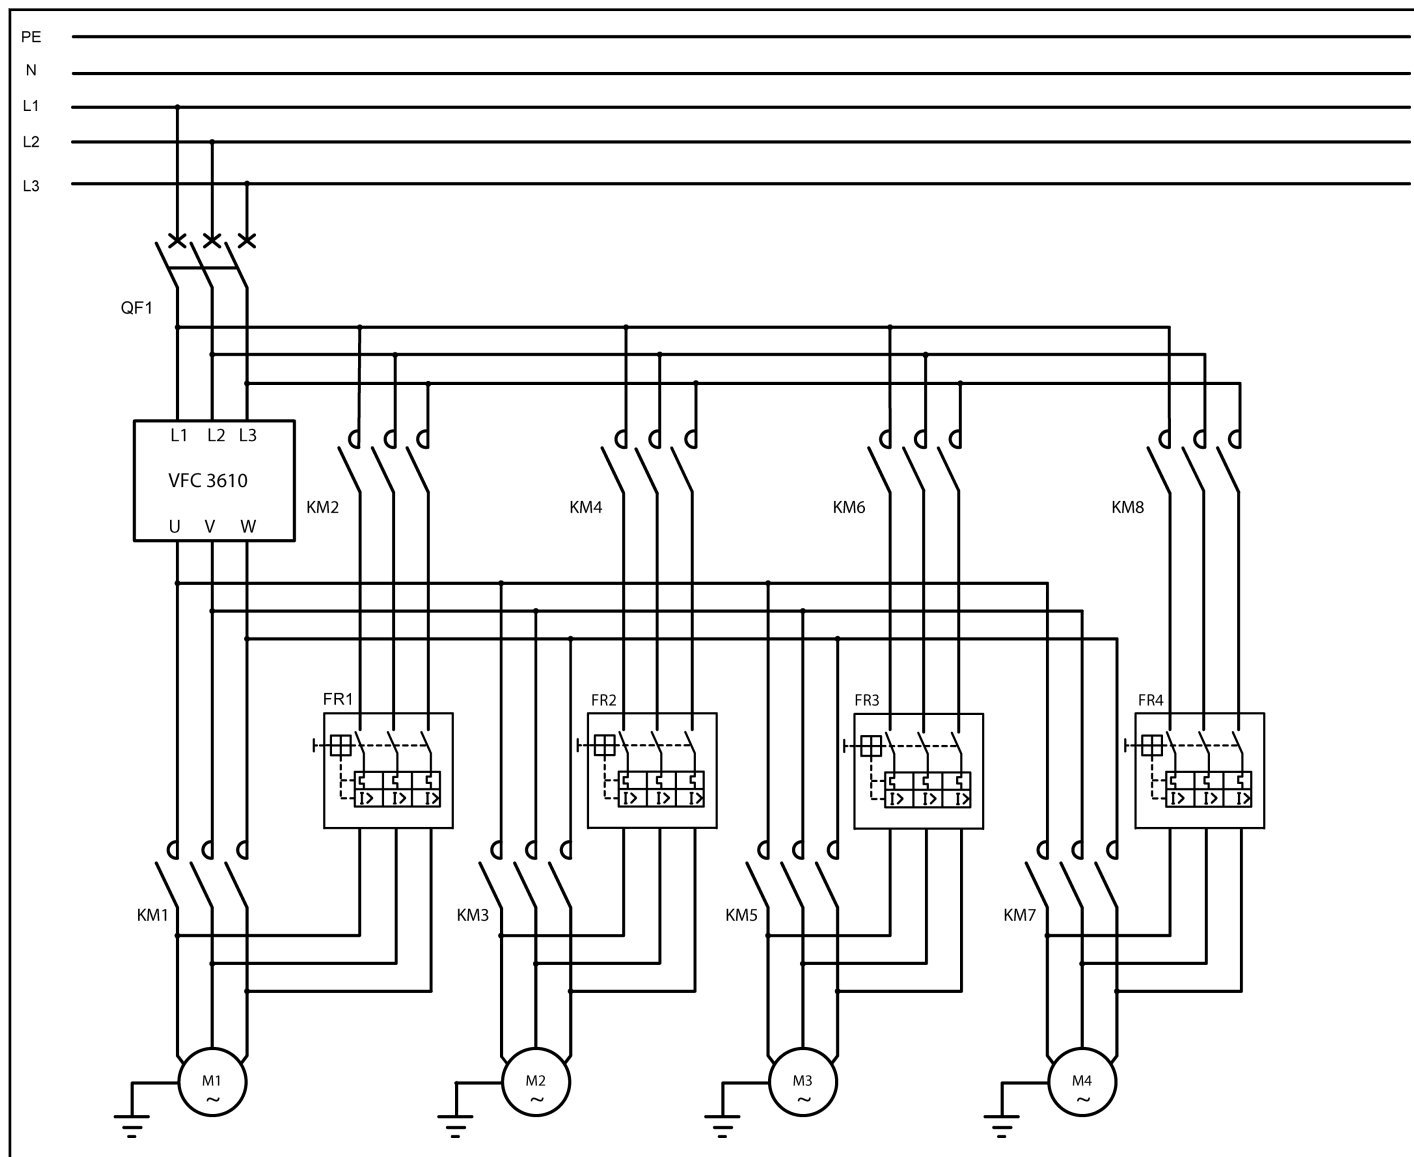 PE
N
L1
L2
L3
QF1
L1 L2 L3
VFC 3610
U V W
KM2
KM4
KM6
KM8
FR1
FR2
FR3
FR4
I> I> I>
I> I> I>
I> I> I>
I> I> I>
KM1
KM3
KM5
KM7
M1
~
M2
~
M3
~
M4
~